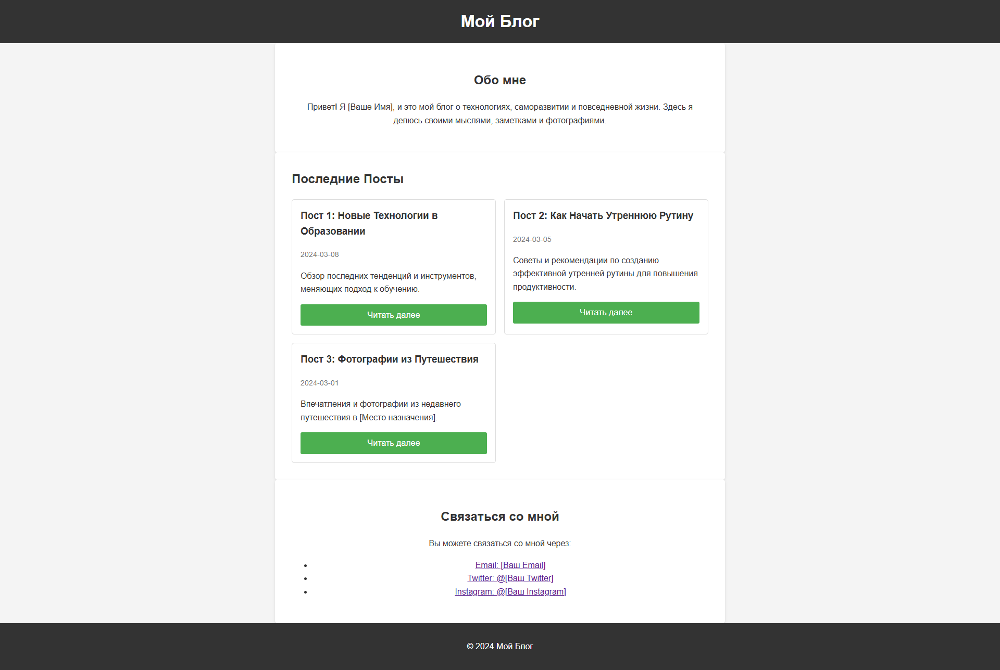 Мой Блог
Обо мне
Привет! Я [Ваше Имя], и это мой блог о технологиях, саморазвитии и повседневной жизни. Здесь я
делюсь своими мыслями, заметками и фотографиями.
Последние Посты
Пост 1: Новые Технологии в
Образовании
2024-03-08
Обзор последних тенденций и инструментов,
меняющих подход к обучению.
Читать далее
Пост 2: Как Начать Утреннюю Рутину
2024-03-05
Советы и рекомендации по созданию
эффективной утренней рутины для повышения
продуктивности.
Читать далее
Пост 3: Фотографии из Путешествия
2024-03-01
Впечатления и фотографии из недавнего
путешествия в [Место назначения].
Читать далее
Связаться со мной
Вы можете связаться со мной через:
Email: [Ваш Email]
Twitter: @[Ваш Twitter]
Instagram: @[Ваш Instagram]
© 2024 Мой Блог